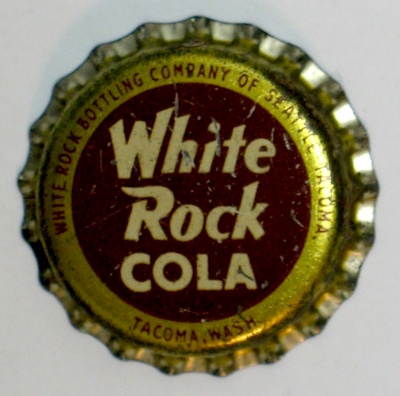 WHITE ROCK BOTTLING COMPANY OF SEATTLE, TACOMA,
White
Rock
COLA
TACOMA, WASH.